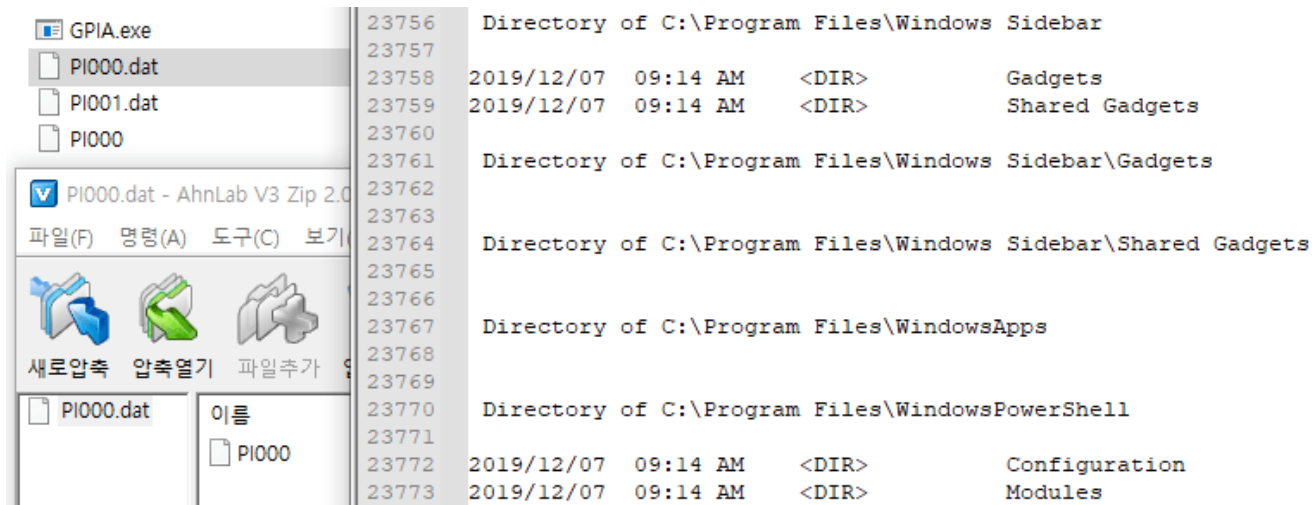 GPIA.exe
PI000.dat
PI001.dat
PI000
PI000.dat - AhnLab V3 Zip 2.0
파일(F) 명령(A) 도구(C) 보기(
새로압축 압축열기 파일추가
PI000.dat
이름
PI000
23756 Directory of C:\Program Files\Windows Sidebar
23757
23758 2019/12/07 09:14 AM <DIR> Gadgets
23759 2019/12/07 09:14 AM <DIR> Shared Gadgets
23760
23761 Directory of C:\Program Files\Windows Sidebar\Gadgets
23762
23763
23764 Directory of C:\Program Files\Windows Sidebar\Shared Gadgets
23765
23766
23767 Directory of C:\Program Files\WindowsApps
23768
23769
23770 Directory of C:\Program Files\WindowsPowerShell
23771
23772 2019/12/07 09:14 AM <DIR> Configuration
23773 2019/12/07 09:14 AM <DIR> Modules